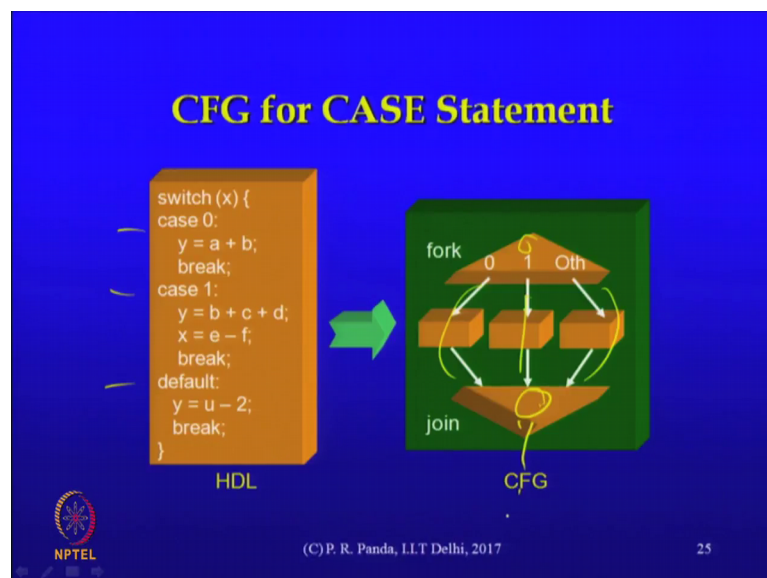 CFG for CASE Statement
switch (x) {
case 0:
y = a + b;
break;
case 1:
y = b + c + d;
x = e – f;
break;
default:
y = u – 2;
break;
}
HDL
fork
0 1 Oth
join
CFG
NPTEL
(C) P. R. Panda, I.I.T Delhi, 2017
25